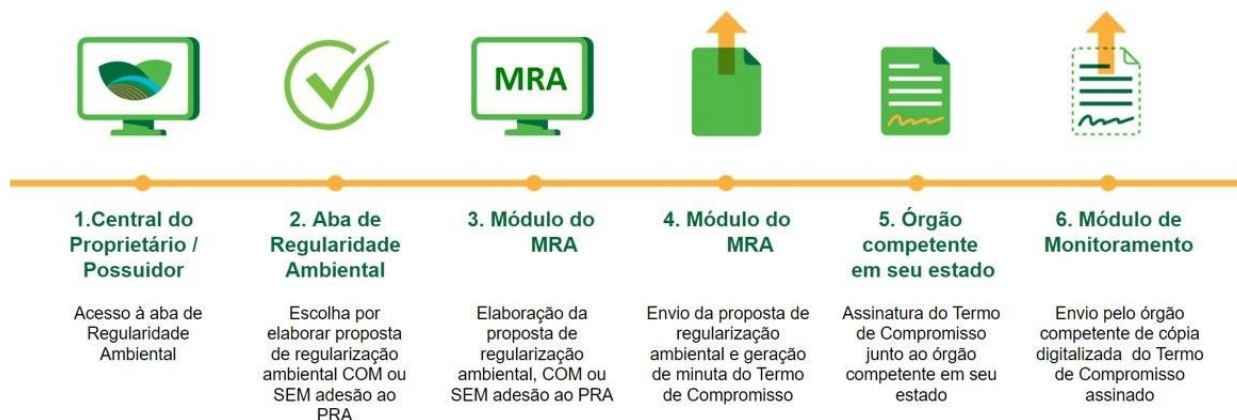 MRA
1.Central do
Proprietário /
Possuidor
Acesso à aba de
Regularidade
Ambiental
2. Aba de
Regularidade
Ambiental
Escolha por
elaborar proposta
de regularização
ambiental COM ou
SEM adesão ao
PRA
3. Módulo do
MRA
Elaboração da
proposta de
regularização
ambiental, COM ou
SEM adesão ao PRA
4. Módulo do
MRA
Envio da proposta de
regularização
ambiental e geração
de minuta do Termo
de Compromisso
5. Órgão
competente
em seu estado
Assinatura do Termo
de Compromisso
junto ao órgão
competente em seu
estado
6. Módulo de
Monitoramento
Envio pelo órgão
competente de cópia
digitalizada do Termo
de Compromisso
assinado